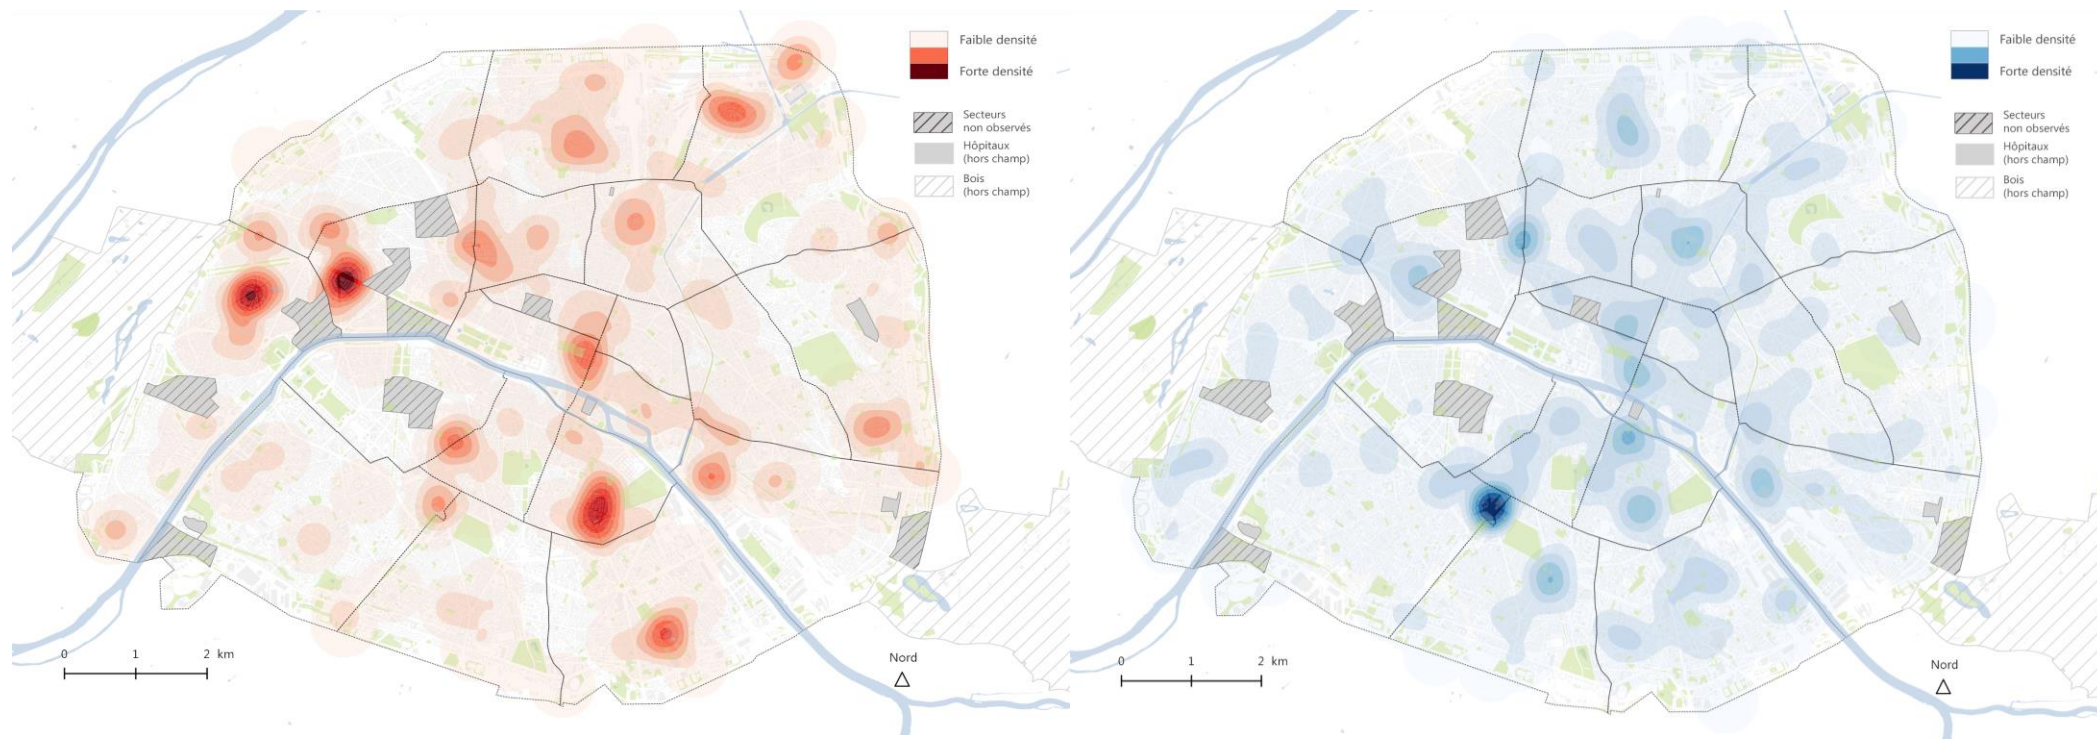 Faible densité
Forte densité
Secteurs
non observés
Hôpitaux
(hors champ)
Bois
(hors champ)
0 1 2 km
Nord
Faible densité
Forte densité
Secteurs
non observés
Hôpitaux
(hors champ)
Bois
(hors champ)
0 1 2 km
Nord